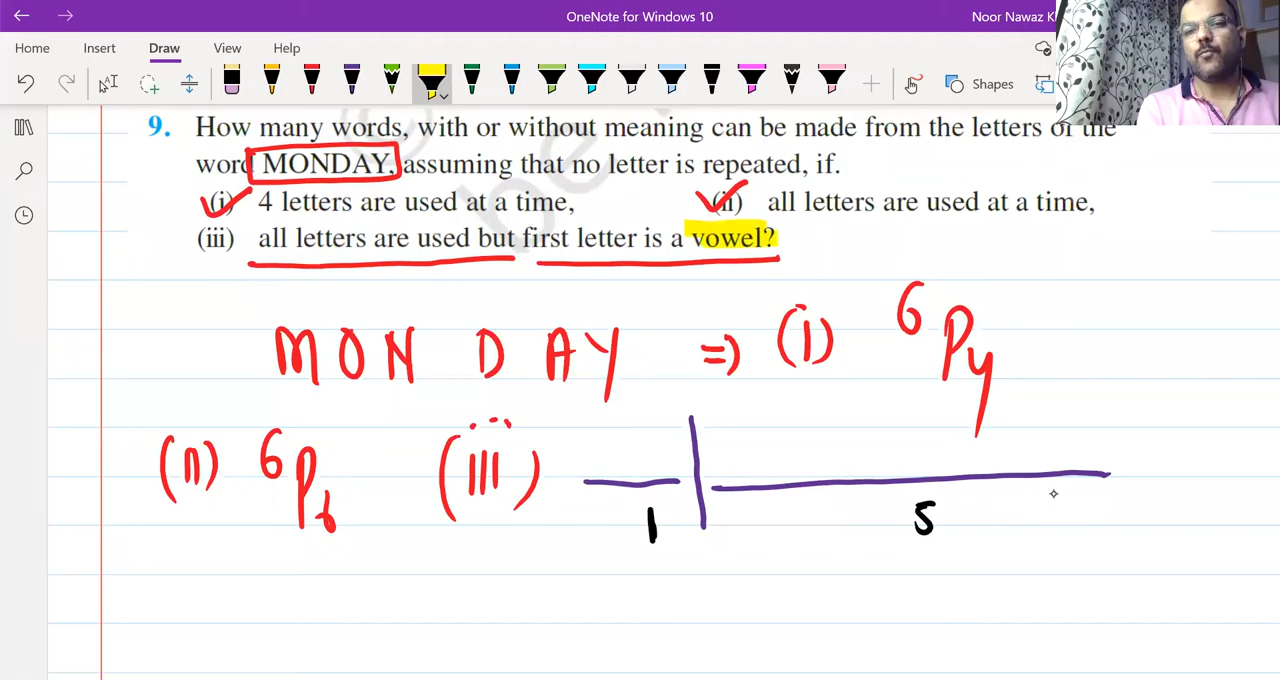 OneNote for Windows 10
Noor Nawaz K
Home Insert Draw View Help
Shapes
9. How many words, with or without meaning can be made from the letters of the
word MONDAY, assuming that no letter is repeated, if.
(i) 4 letters are used at a time, (ii) all letters are used at a time,
(iii) all letters are used but first letter is a vowel?
be
M O N D A Y => (i) 6P4
(ii) 6P6 (iii)
1 5